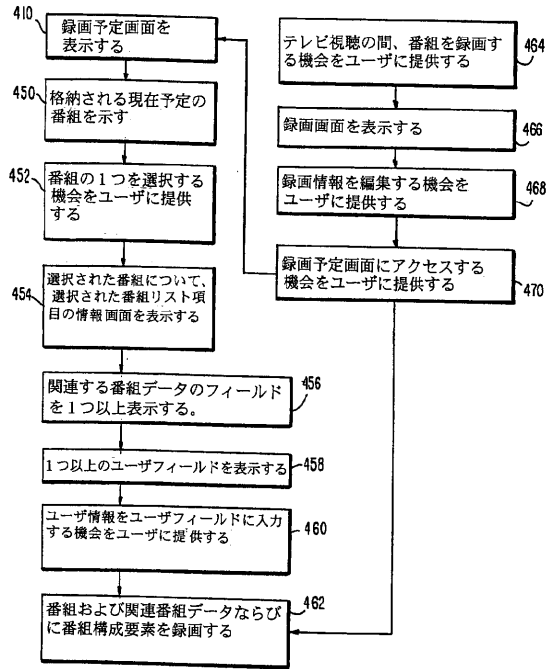 410
録画予定画面を
表示する
450
格納される現在予定の
番組を示す
452
番組の1つを選択する
機会をユーザに提供
する
454
選択された番組について、
選択された番組リスト項
目の情報画面を表示する
関連する番組データのフィールド
を1つ以上表示する。
456
1つ以上のユーザフィールドを表示する
458
ユーザ情報をユーザフィールドに入力
する機会をユーザに提供する
460
番組および関連番組データならび
に番組構成要素を録画する
462
テレビ視聴の間、番組を録画す
る機会をユーザに提供する
464
録画画面を表示する
466
録画情報を編集する機会を
ユーザに提供する
468
録画予定画面にアクセスする
機会をユーザに提供する
470